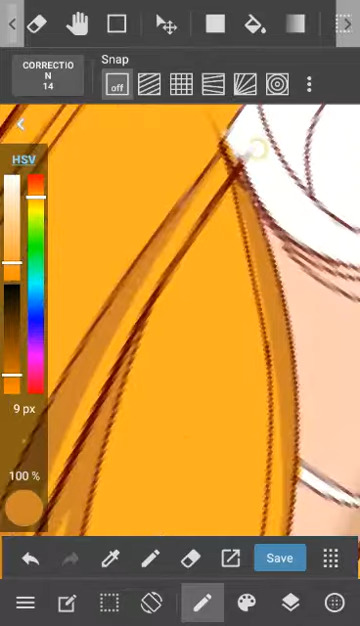 Snap
CORRECTIO
N
14
off
HSV
9 px
100 %
Save